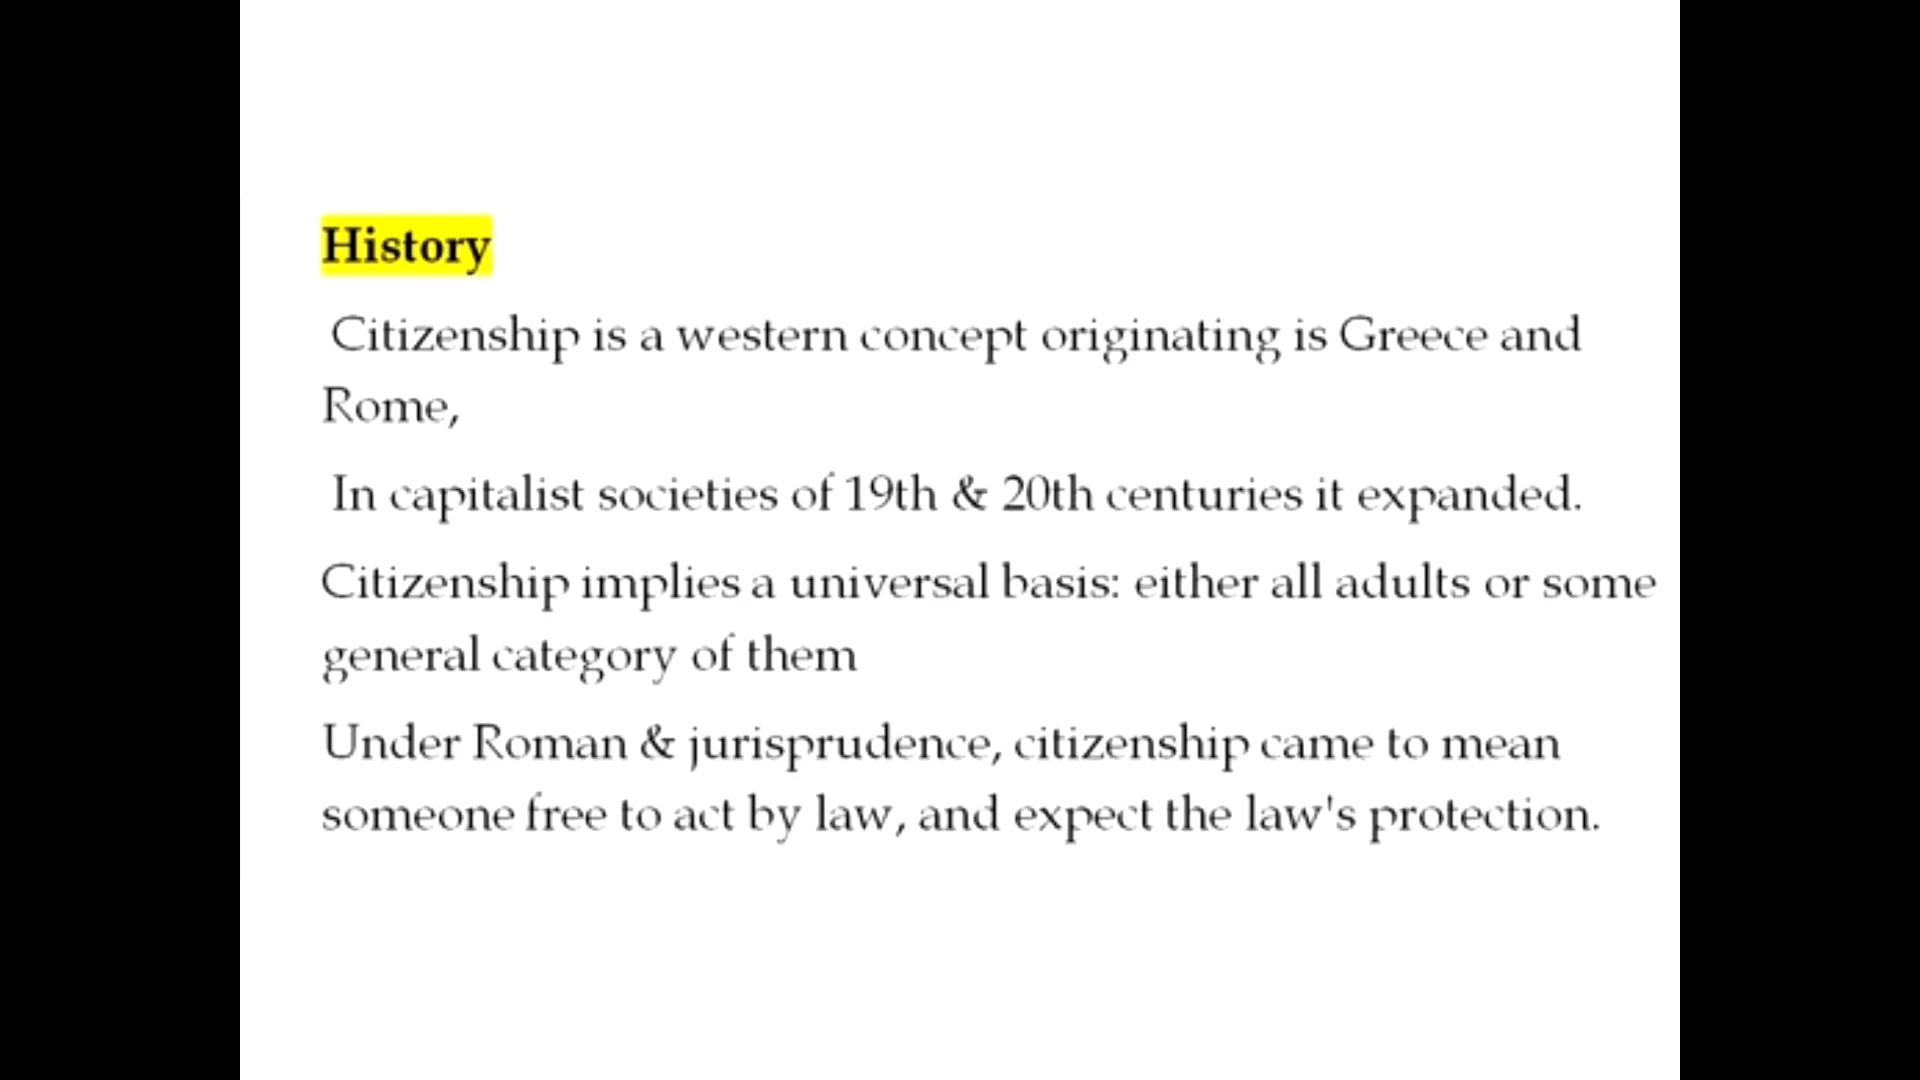 History
Citizenship is a western concept originating is Greece and
Rome,
In capitalist societies of 19th & 20th centuries it expanded.
Citizenship implies a universal basis: either all adults or some
general category of them
Under Roman & jurisprudence, citizenship came to mean
someone free to act by law, and expect the law's protection.